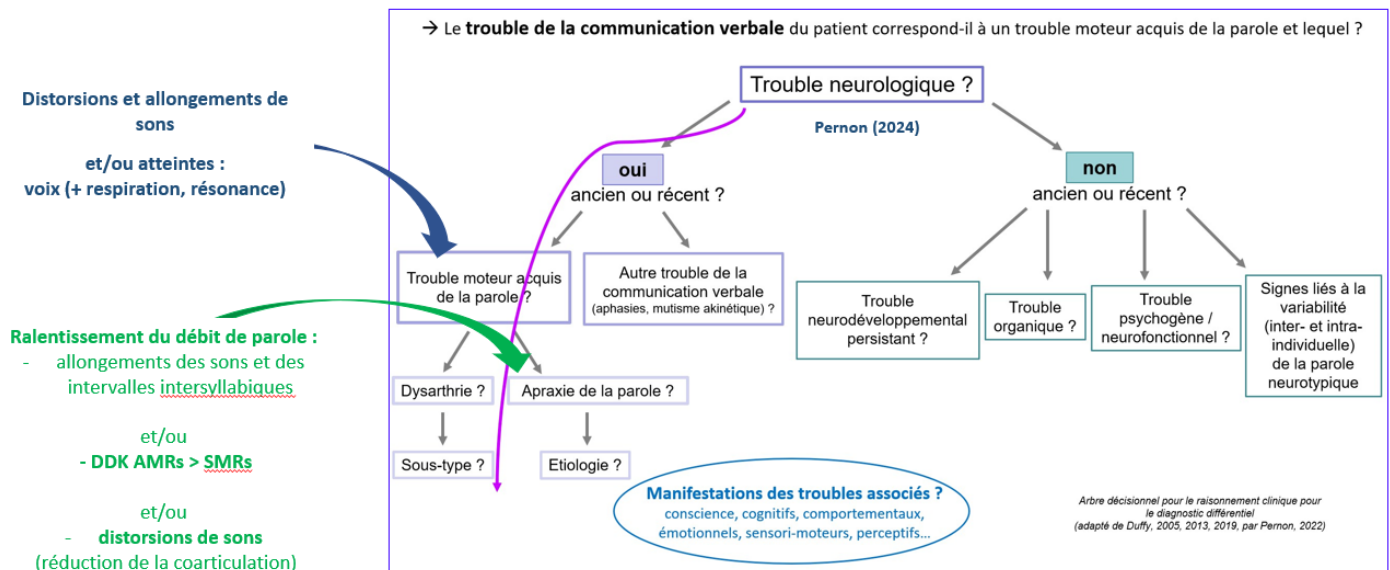 → Le trouble de la communication verbale du patient correspond-il à un trouble moteur acquis de la parole et lequel ?
Trouble neurologique ?
Pernon (2024)
Distorsions et allongements de
sons
et/ou atteintes :
voix (+ respiration, résonance)
oui
ancien ou récent ?
non
ancien ou récent ?
Trouble moteur acquis
de la parole ?
Autre trouble de la
communication verbale
(aphasies, mutisme akinétique) ?
Trouble
neurodéveloppemental
persistant ?
Trouble
organique ?
Trouble
psychogène /
neurofonctionnel ?
Signes liés à la
variabilité
(inter- et intra-
individuelle)
de la parole
neurotypique
Ralentissement du débit de parole :
- allongements des sons et des
intervalles intersyllabiques
et/ou
- DDK AMRs > SMRs
et/ou
- distorsions de sons
(réduction de la coarticulation)
Dysarthrie ?
Apraxie de la parole ?
Sous-type ?
Etiologie ?
Manifestations des troubles associés ?
conscience, cognitifs, comportementaux,
émotionnels, sensori-moteurs, perceptifs…
Arbre décisionnel pour le raisonnement clinique pour
le diagnostic différentiel
(adapté de Duffy, 2005, 2013, 2019, par Pernon, 2022)